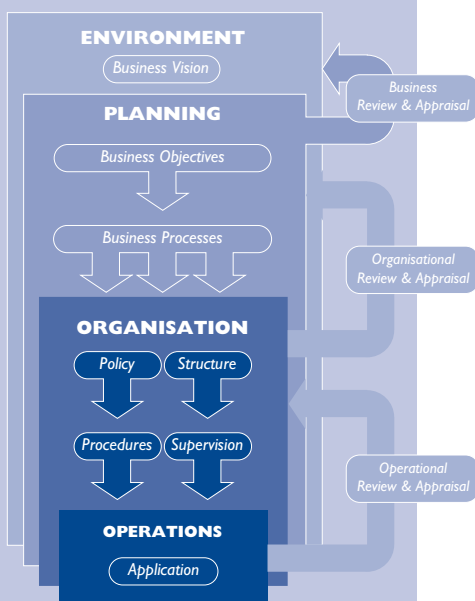 ENVIRONMENT
Business Vision
Business
Review & Appraisal
PLANNING
Business Objectives
Business Processes
Organisational
Review & Appraisal
ORGANISATION
Policy
Structure
Procedures
Supervision
Operational
Review & Appraisal
OPERATIONS
Application